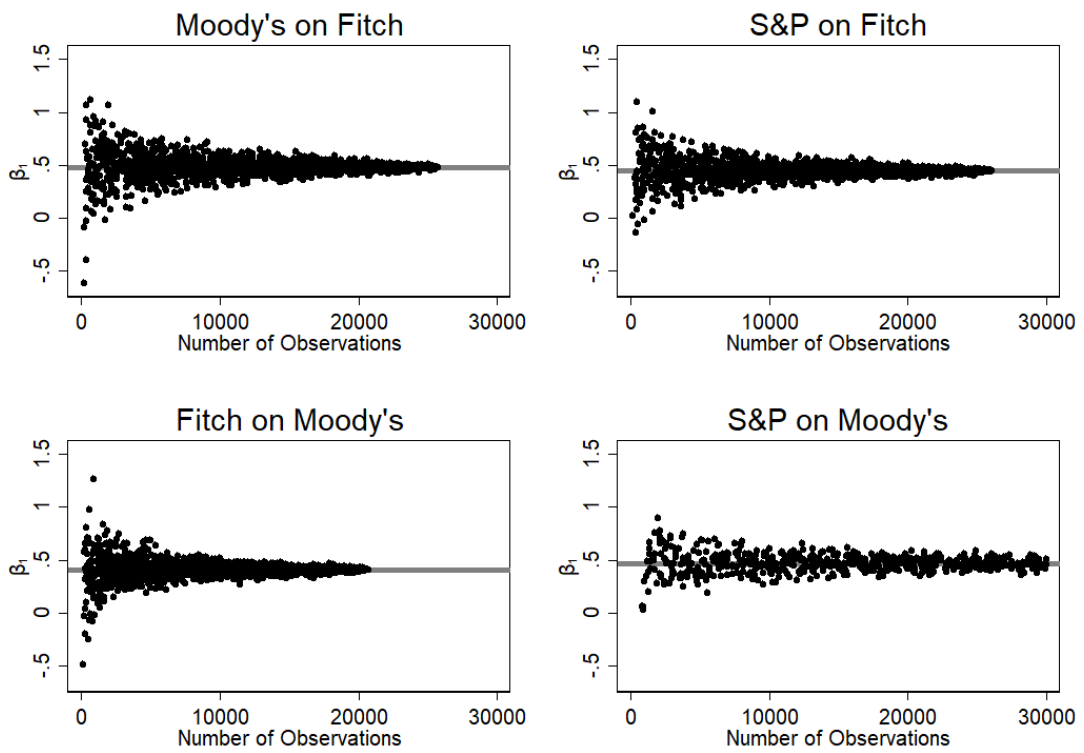 Moody's on Fitch
1.5
1
.5
0
-.5
β₁
0 10000 20000 30000
Number of Observations
S&P on Fitch
1.5
1
.5
0
-.5
β₁
0 10000 20000 30000
Number of Observations
Fitch on Moody's
1.5
1
.5
0
-.5
β₁
0 10000 20000 30000
Number of Observations
S&P on Moody's
1.5
1
.5
0
-.5
β₁
0 10000 20000 30000
Number of Observations